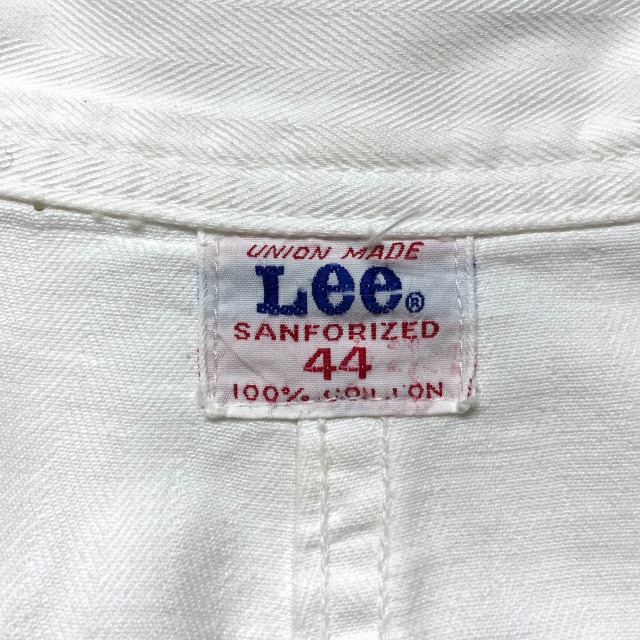 UNION MADE
Lee®
SANFORIZED
44
100% COTTON